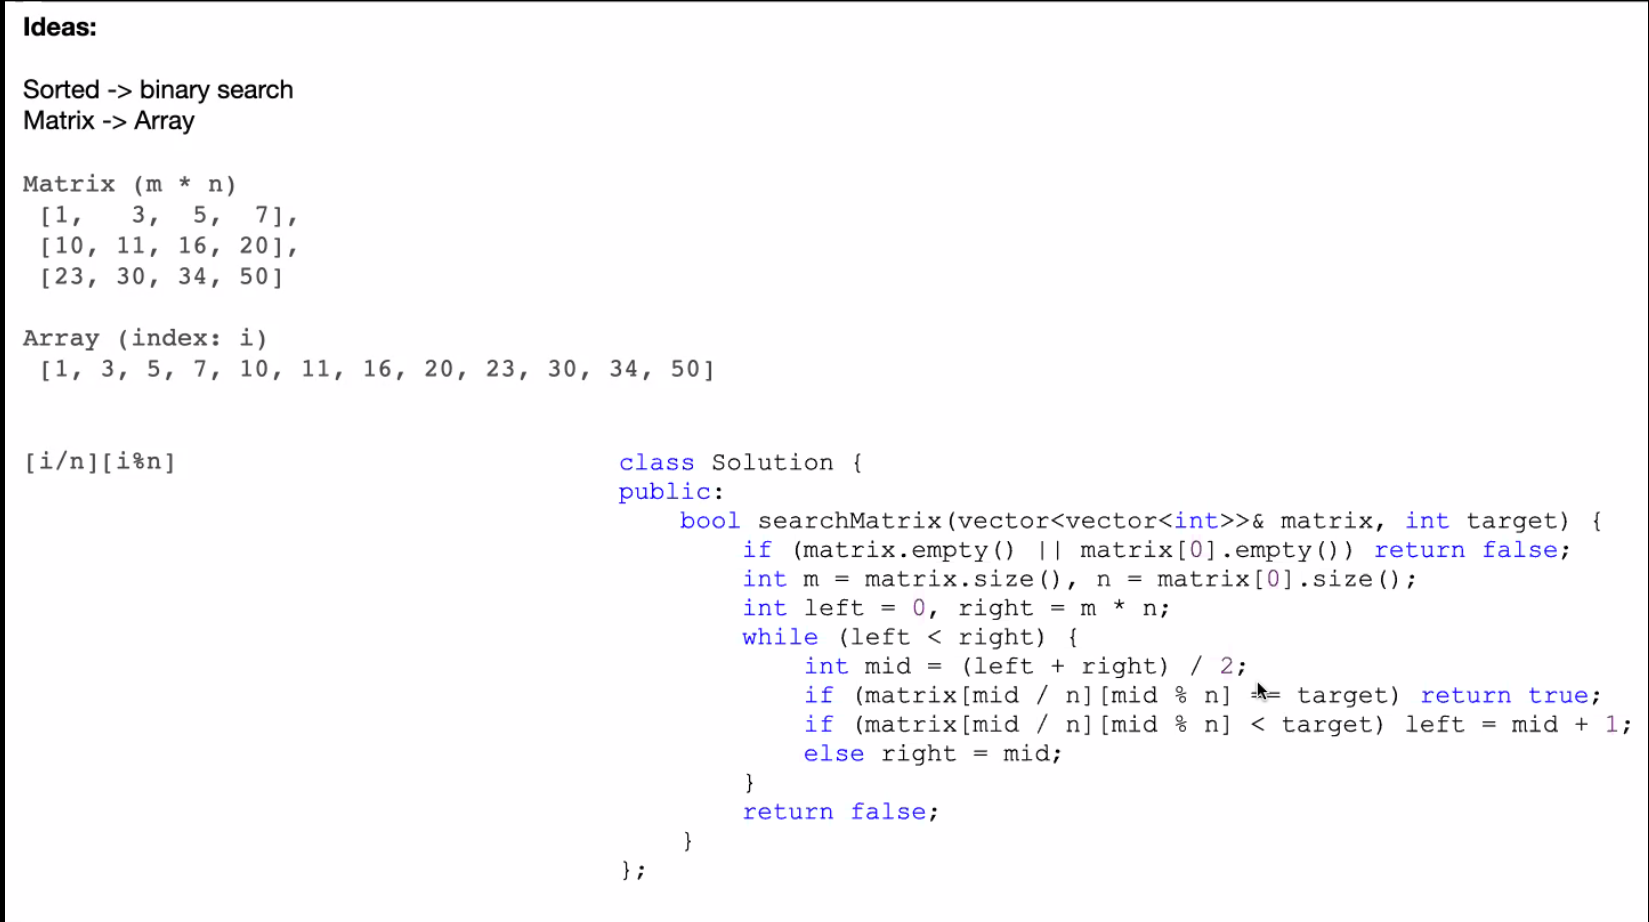 Ideas:
Sorted -> binary search
Matrix -> Array
Matrix (m * n)
[1,   3,  5,  7],
[10, 11, 16, 20],
[23, 30, 34, 50]
Array (index: i)
[1, 3, 5, 7, 10, 11, 16, 20, 23, 30, 34, 50]
[i/n][i%n]
class Solution {
public:
    bool searchMatrix(vector<vector<int>>& matrix, int target) {
        if (matrix.empty() || matrix[0].empty()) return false;
        int m = matrix.size(), n = matrix[0].size();
        int left = 0, right = m * n;
        while (left < right) {
            int mid = (left + right) / 2;
            if (matrix[mid / n][mid % n] == target) return true;
            if (matrix[mid / n][mid % n] < target) left = mid + 1;
            else right = mid;
        }
        return false;
    }
};